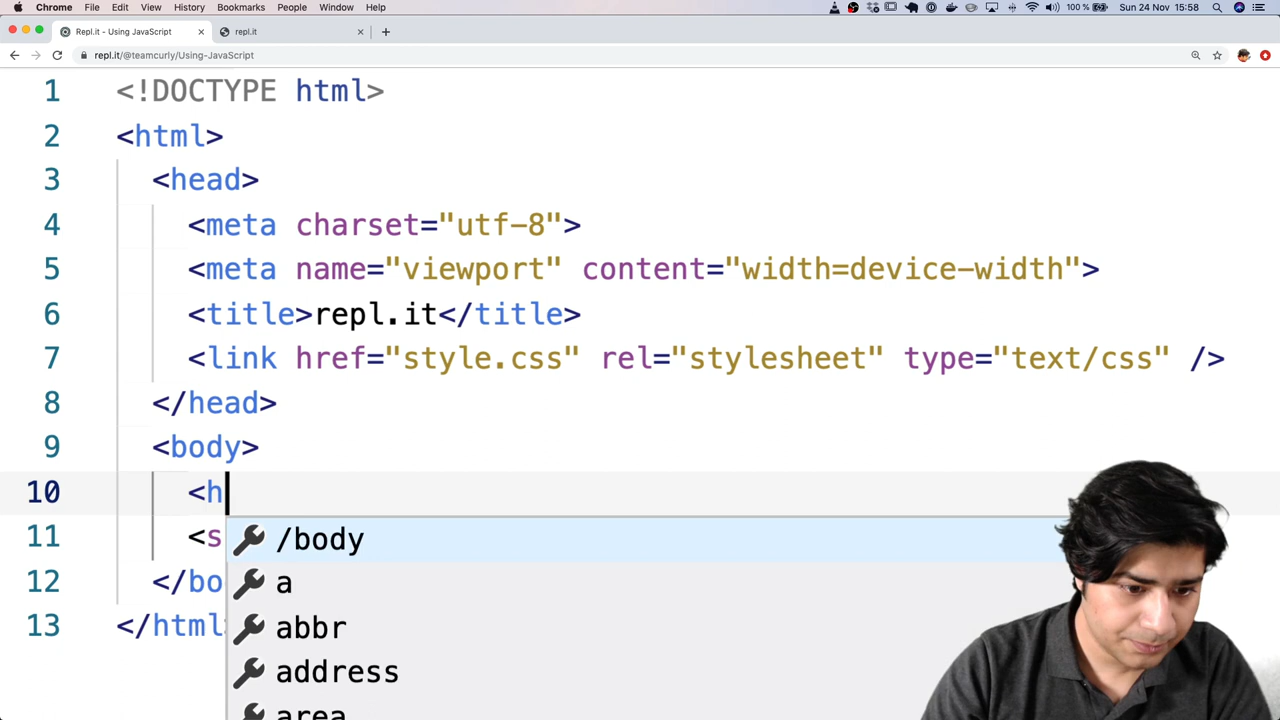 Chrome File Edit View History Bookmarks People Window Help 100 % Sun 24 Nov 15:58
Repl.it - Using JavaScript repl.it
repl.it/@teamcurly/Using-JavaScript
1 <!DOCTYPE html>
2 <html>
3 <head>
4 <meta charset="utf-8">
5 <meta name="viewport" content="width=device-width">
6 <title>repl.it</title>
7 <link href="style.css" rel="stylesheet" type="text/css" />
8 </head>
9 <body>
10 <h
11 <s
/body
12 </bo
a
abbr
13 </html
address
area